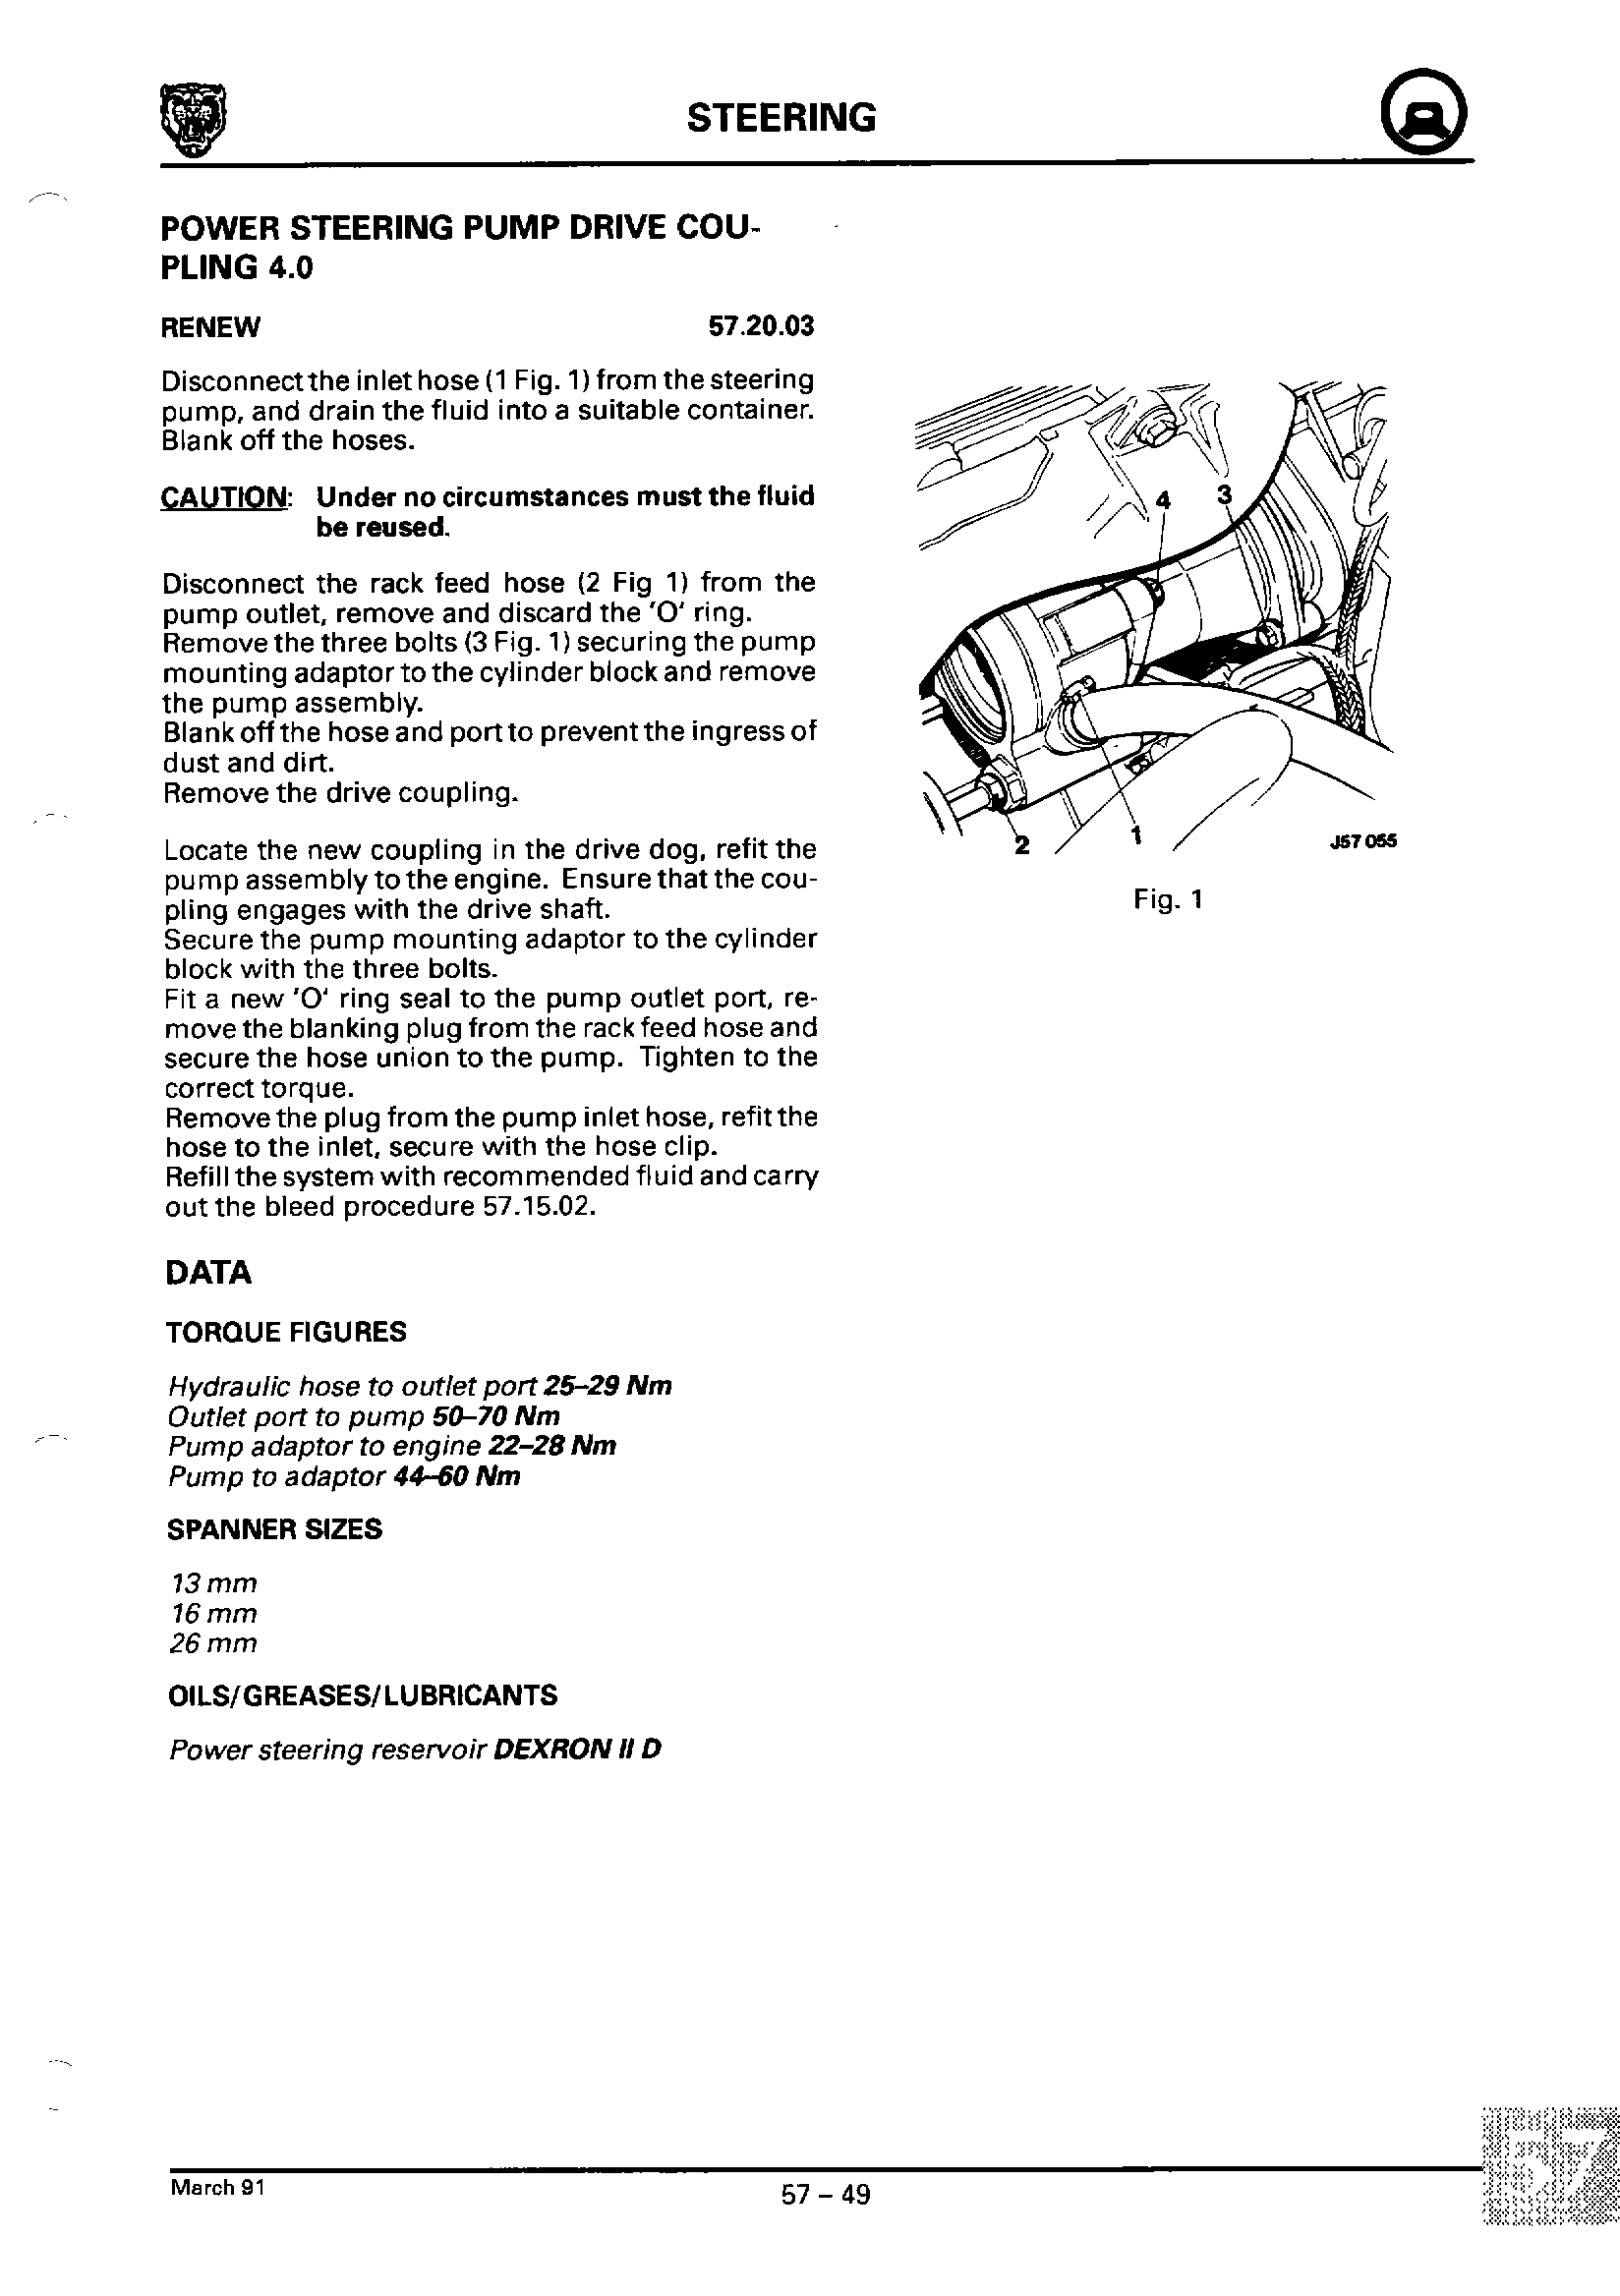 STEERING
POWER STEERING PUMP DRIVE COU-
PLING 4.0
RENEW 57.20.03
Disconnect the inlet hose (1 Fig. 1) from the steering
pump, and drain the fluid into a suitable container.
Blank off the hoses.
CAUTION: Under no circumstances must the fluid
be reused.
Disconnect the rack feed hose (2 Fig 1) from the
pump outlet, remove and discard the 'O' ring.
Remove the three bolts (3 Fig. 1) securing the pump
mounting adaptor to the cylinder block and remove
the pump assembly.
Blank off the hose and port to prevent the ingress of
dust and dirt.
Remove the drive coupling.
Locate the new coupling in the drive dog, refit the
pump assembly to the engine. Ensure that the cou-
pling engages with the drive shaft.
Secure the pump mounting adaptor to the cylinder
block with the three bolts.
Fit a new 'O' ring seal to the pump outlet port, re-
move the blanking plug from the rack feed hose and
secure the hose union to the pump. Tighten to the
correct torque.
Remove the plug from the pump inlet hose, refit the
hose to the inlet, secure with the hose clip.
Refill the system with recommended fluid and carry
out the bleed procedure 57.15.02.
DATA
TORQUE FIGURES
Hydraulic hose to outlet port 25–29 Nm
Outlet port to pump 50–70 Nm
Pump adaptor to engine 22–28 Nm
Pump to adaptor 44–60 Nm
SPANNER SIZES
13 mm
16 mm
26 mm
OILS/GREASES/LUBRICANTS
Power steering reservoir DEXRON II D
4 3
2 1 J57 055
Fig. 1
March 91
57 – 49
57